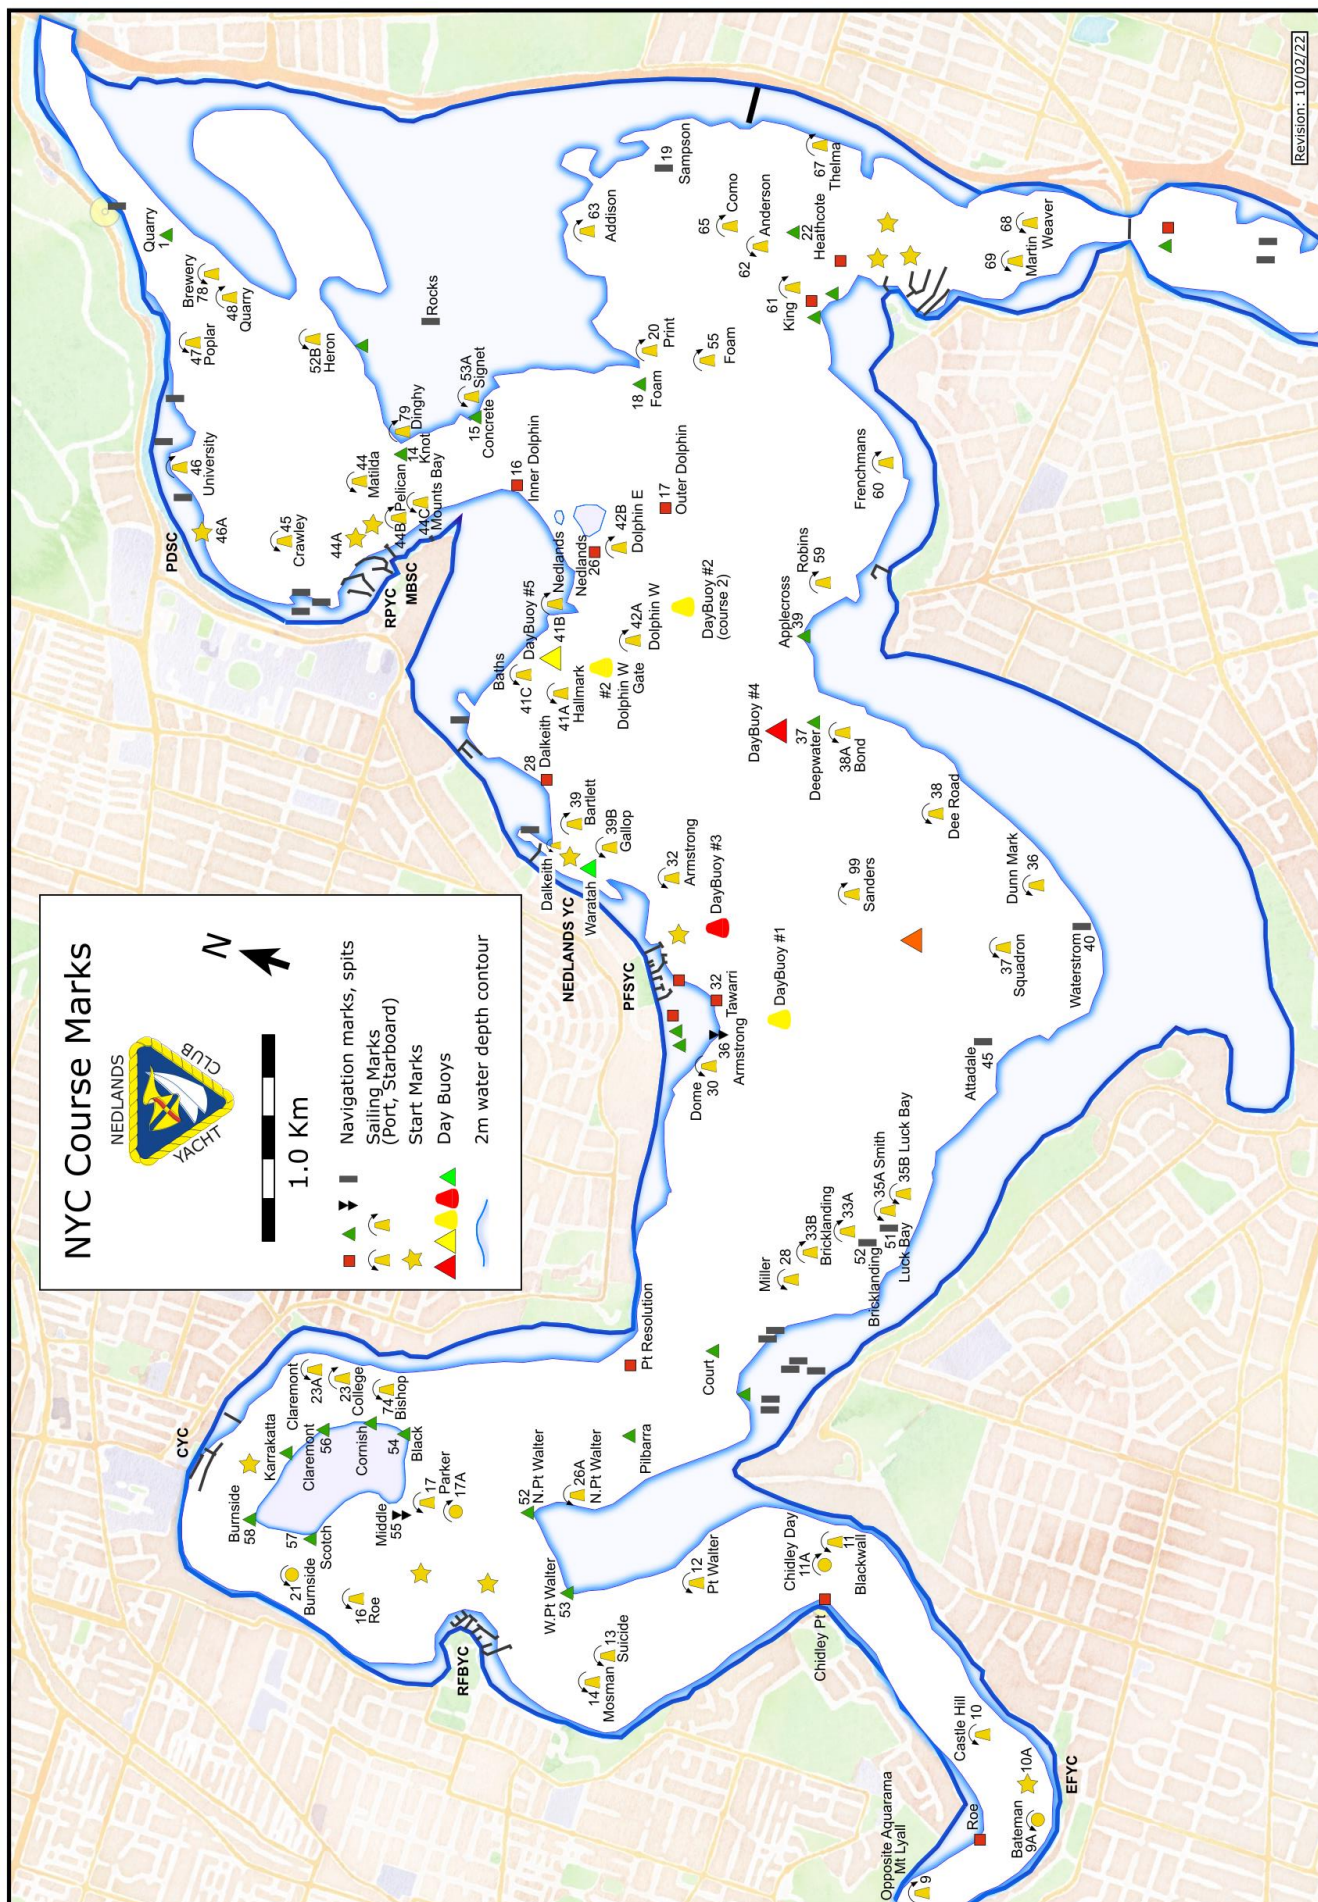 NYC Course Marks
NEDLANDS
YACHT
CLUB
N
1.0 Km
Navigation marks, spits
Sailing Marks
(Port, Starboard)
Start Marks
Day Buoys
2m water depth contour
Revision: 10/02/22
CYC
Burnside
58
Karrakatta
Claremont
23A
23
College
74
Bishop
Claremont
56
Cornish
54
Black
57
Scotch
21
Burnside
16
Roe
Middle
55
17
Parker
17A
RFBYC
52
N.Pt Walter
26A
N.Pt Walter
W.Pt Walter
53
12
Pt Walter
13
Suicide
14
Mosman
Pilbarra
Pt Resolution
Court
Chidley Day
11A
11
Blackwall
Chidley Pt
Castle Hill
10
10A
EFYC
Roe
Bateman
9A
Opposite Aquarama
Mt Lyall
9
Miller
28
33B
Bricklanding
33A
35A Smith
35B Luck Bay
52
Bricklanding
51
Luck Bay
Attadale
45
Waterstrom
40
37
Squadron
Dunn Mark
36
99
Sanders
38
Dee Road
DayBuoy #1
Dome
30
36
Armstrong
32
Tawarri
PFSYC
DayBuoy #3
32
Armstrong
NEDLANDS YC
Waratah
Dalkeith
39
Bartlett
39B
Gallop
28
Dalkeith
Baths
41C
41A
Hallmark
DayBuoy #5
41B
Nedlands
Nedlands
26
#2
Dolphin W
Gate
42A
Dolphin W
42B
Dolphin E
DayBuoy #2
(course 2)
DayBuoy #4
37
Deepwater
38A
Bond
Applecross
39
Robins
59
Frenchmans
60
17
Outer Dolphin
16
Inner Dolphin
RPYC
MBSC
PDSC
44A
44B
Pelican
44C
Mounts Bay
44
Matilda
45
Crawley
46A
46
University
14
Knot
79
Dinghy
15
Concrete
53A
Signet
Rocks
52B
Heron
47
Poplar
48
Quarry
Brewery
78
Quarry
1
18
Foam
20
Print
55
Foam
63
Addison
19
Sampson
65
Como
62
Anderson
61
King
22
Heathcote
67
Thelma
69
Martin
68
Weaver